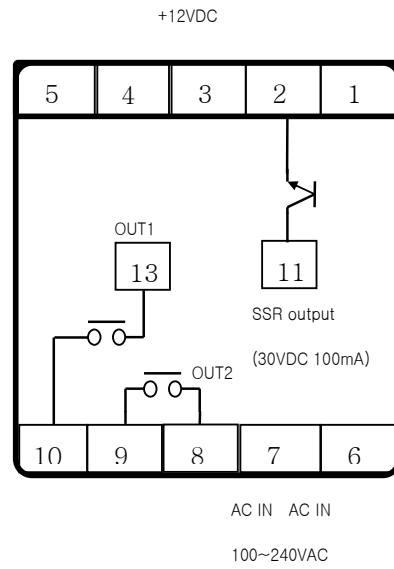 +12VDC
5 4 3 2 1
OUT1
13
11
SSR output
(30VDC 100mA)
OUT2
10 9 8 7 6
AC IN AC IN
100~240VAC